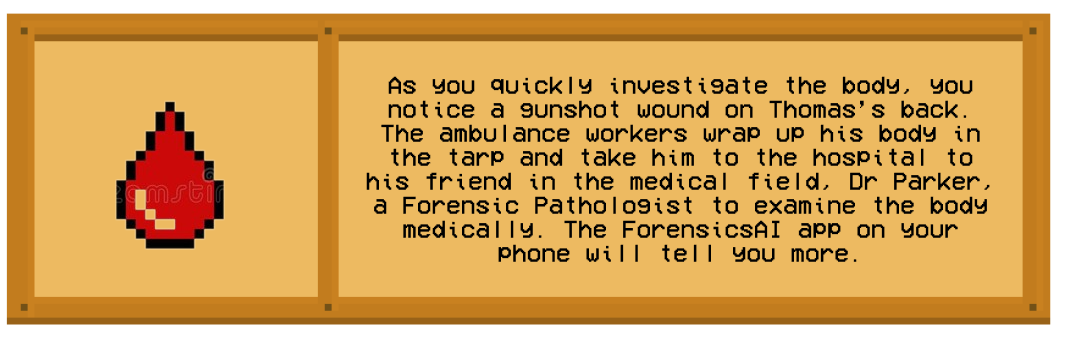 As you quickly investigate the body, you
notice a gunshot wound on Thomas's back.
The ambulance workers wrap up his body in
the tarp and take him to the hospital to
his friend in the medical field, Dr Parker,
a Forensic Pathologist to examine the body
medically. The ForensicsAI app on your
phone will tell you more.